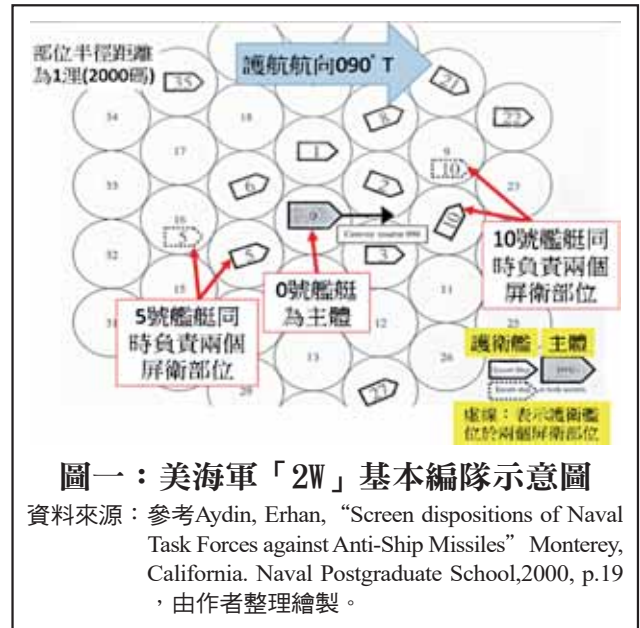 部位半徑距離
為1浬(2000碼)
護航航向090°T
35
21
34
18
8
22
17
1
9
10
33
6
2
23
16
0
10
5
Convoy course 090
32
5
3
10號艦艇同
時負責兩個
屏衛部位
15
11
5號艦艇同
時負責兩個
屏衛部位
0號艦艇
為主體
31
12
25
13
26
護衛艦 主體
27
虛線：表示護衛艦
位於兩個屏衛部位
圖一：美海軍「2W」基本編隊示意圖
資料來源：參考Aydin, Erhan, “Screen dispositions of Naval
Task Forces against Anti-Ship Missiles” Monterey,
California. Naval Postgraduate School,2000, p.19
，由作者整理繪製。